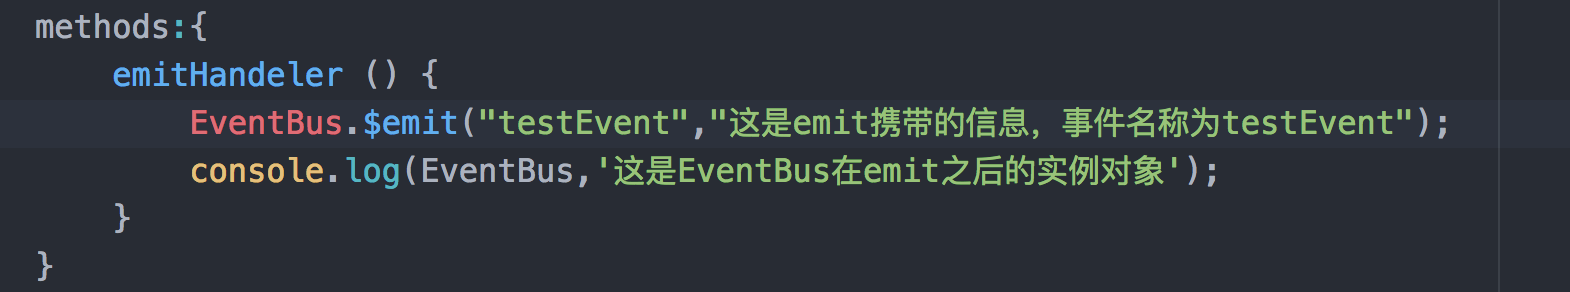 methods:{
    emitHandeler () {
        EventBus.$emit("testEvent","这是emit携带的信息，事件名称为testEvent");
        console.log(EventBus,'这是EventBus在emit之后的实例对象');
    }
}